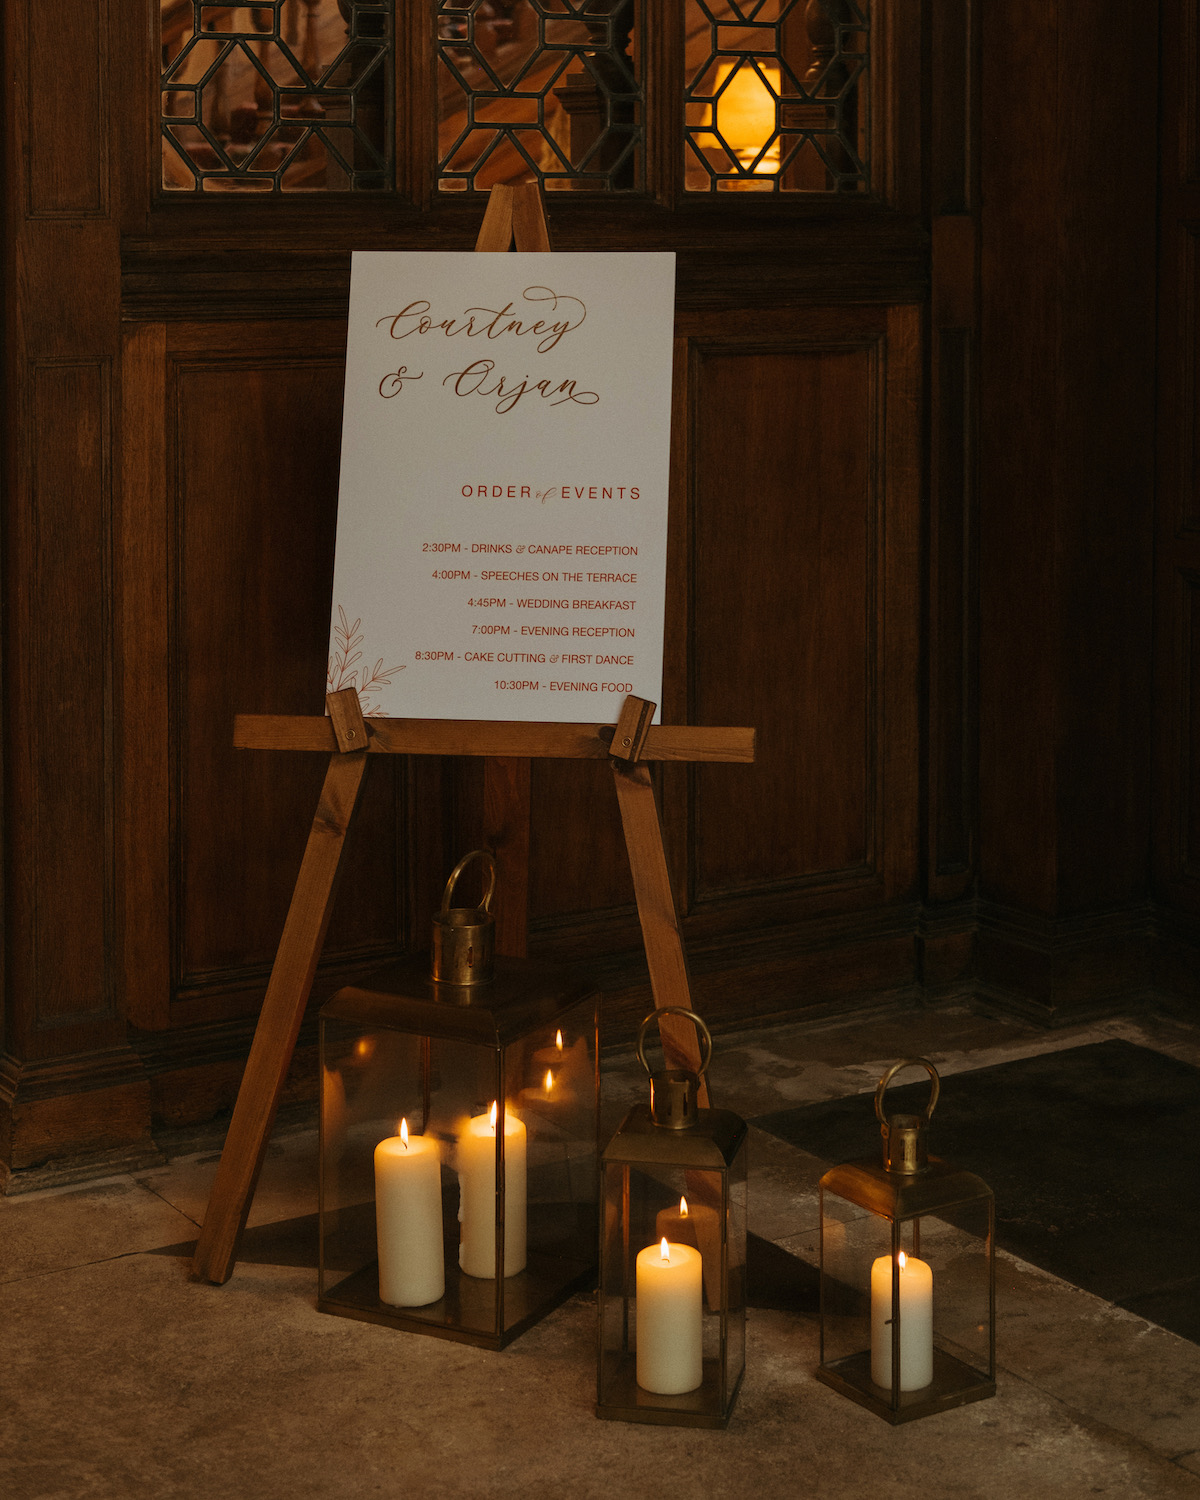 Courtney
& Orjan
ORDER of EVENTS
2:30PM - DRINKS & CANAPE RECEPTION
4:00PM - SPEECHES ON THE TERRACE
4:45PM - WEDDING BREAKFAST
7:00PM - EVENING RECEPTION
8:30PM - CAKE CUTTING & FIRST DANCE
10:30PM - EVENING FOOD